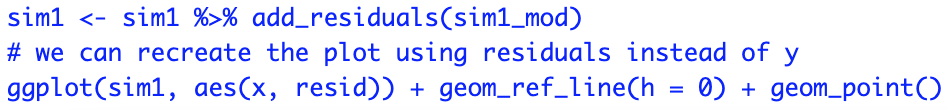 sim1 <- sim1 %>% add_residuals(sim1_mod)
# we can recreate the plot using residuals instead of y
ggplot(sim1, aes(x, resid)) + geom_ref_line(h = 0) + geom_point()